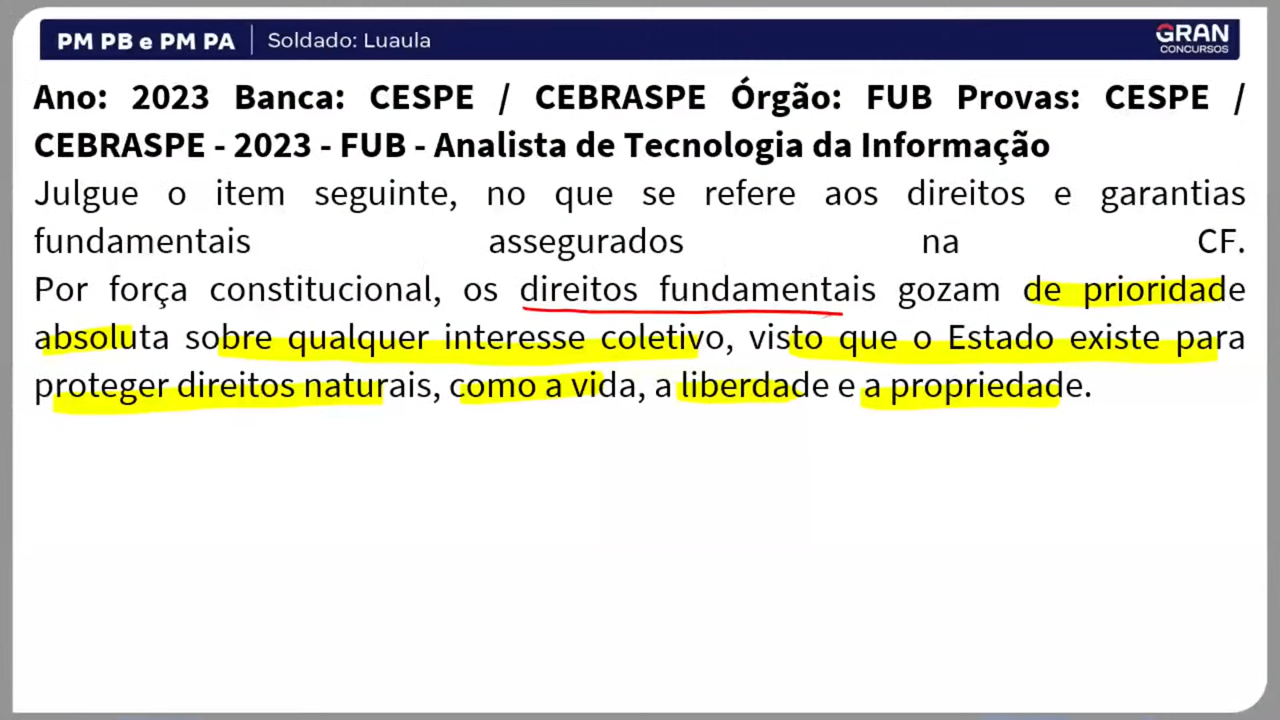 PM PB e PM PA | Soldado: Luaula
GRAN
CONCURSOS
Ano: 2023 Banca: CESPE / CEBRASPE Órgão: FUB Provas: CESPE /
CEBRASPE - 2023 - FUB - Analista de Tecnologia da Informação
Julgue o item seguinte, no que se refere aos direitos e garantias
fundamentais assegurados na CF.
Por força constitucional, os direitos fundamentais gozam de prioridade
absoluta sobre qualquer interesse coletivo, visto que o Estado existe para
proteger direitos naturais, como a vida, a liberdade e a propriedade.